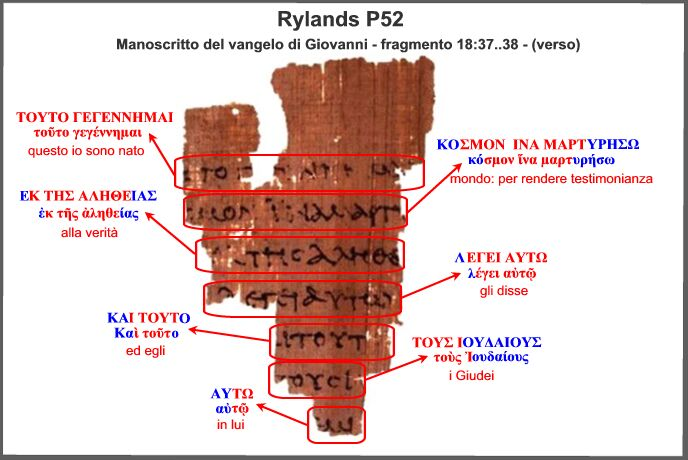 Rylands P52
Manoscritto del vangelo di Giovanni - fragmento 18:37..38 - (verso)
ΤΟΥΤΟ ΓΕΓΕΝΝΗΜΑΙ
τοῦτο γεγέννημαι
questo io sono nato
ΚΟΣΜΟΝ ΙΝΑ ΜΑΡΤΥΡΗΣΩ
κόσμον ἵνα μαρτυρήσω
mondo: per rendere testimonianza
ΕΚ ΤΗΣ ΑΛΗΘΕΙΑΣ
ἐκ τῆς ἀληθείας
alla verità
ΛΕΓΕΙ ΑΥΤΩ
λέγει αὐτῷ
gli disse
ΚΑΙ ΤΟΥΤΟ
Καὶ τοῦτο
ed egli
ΤΟΥΣ ΙΟΥΔΑΙΟΥΣ
τοὺς Ἰουδαίους
i Giudei
ΑΥΤΩ
αὐτῷ
in lui